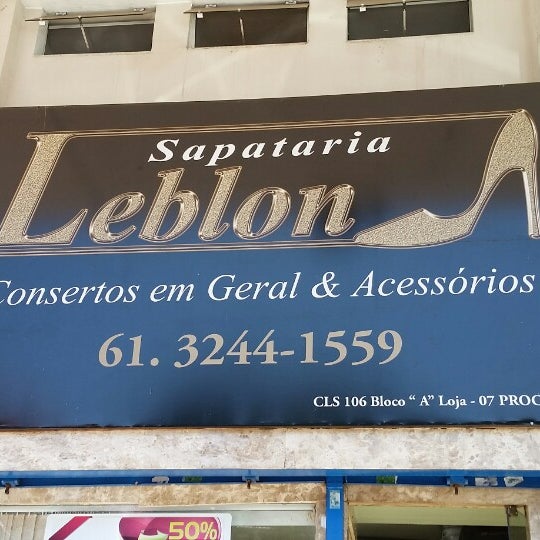 Sapataria
Leblon
Consertos em Geral & Acessórios
61. 3244-1559
CLS 106 Bloco “ A” Loja - 07 PROC
50%